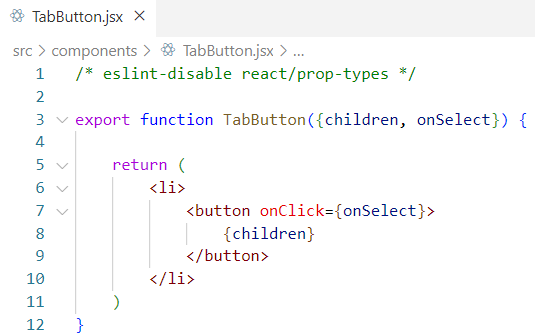 TabButton.jsx ×
src > components > TabButton.jsx > ...
1 /* eslint-disable react/prop-types */
2
3 export function TabButton({children, onSelect}) {
4
5     return (
6         <li>
7             <button onClick={onSelect}>
8                 {children}
9             </button>
10         </li>
11     )
12 }